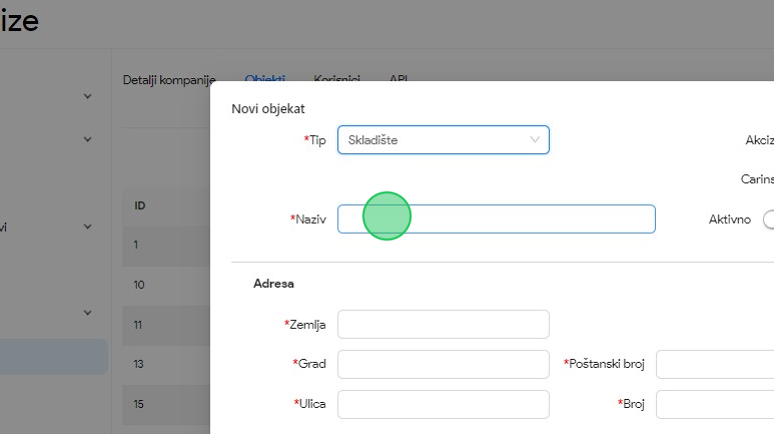 ize
Detalji kompanije Objekti Korisnici API
Novi objekat
*Tip Skladište
Akciz
Carins
ID
vi
*Naziv
Aktivno
1
10
Adresa
11
*Zemlja
13
*Grad
*Poštanski broj
15
*Ulica
*Broj